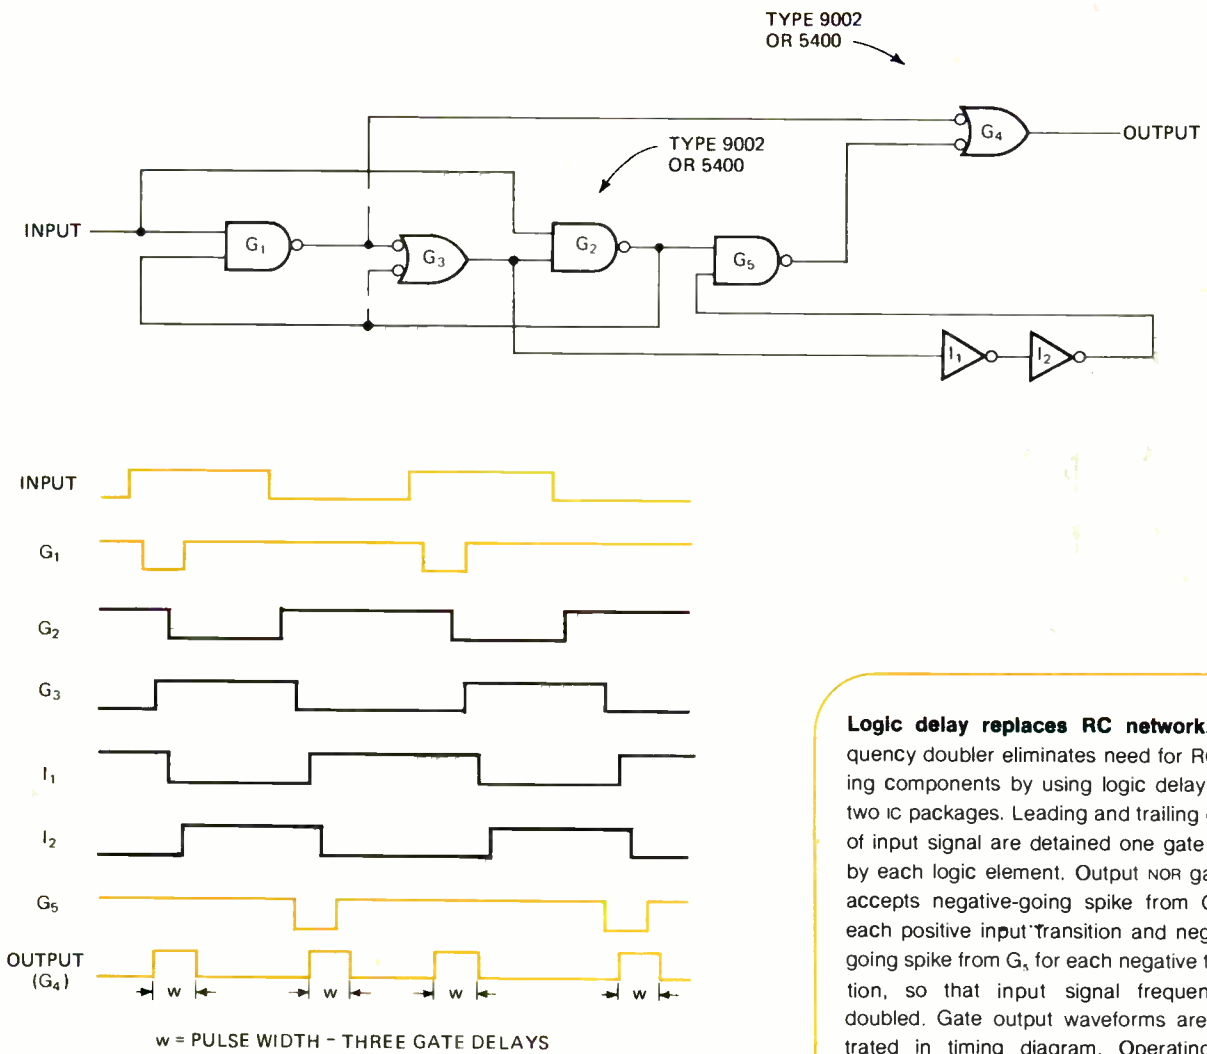 TYPE 9002
OR 5400
G₄
OUTPUT
TYPE 9002
OR 5400
INPUT
G₁
G₃
G₂
G₅
I₁
I₂
INPUT
G₁
G₂
G₃
I₁
I₂
G₅
OUTPUT
(G₄)
w
w
w
w
w = PULSE WIDTH – THREE GATE DELAYS
Logic delay replaces RC network.
quency doubler eliminates need for R
ing components by using logic delay
two IC packages. Leading and trailing
of input signal are detained one gate
by each logic element. Output NOR ga
accepts negative-going spike from
each positive input transition and neg
going spike from G₅ for each negative t
tion, so that input signal frequen
doubled. Gate output waveforms are
trated in timing diagram. Operating